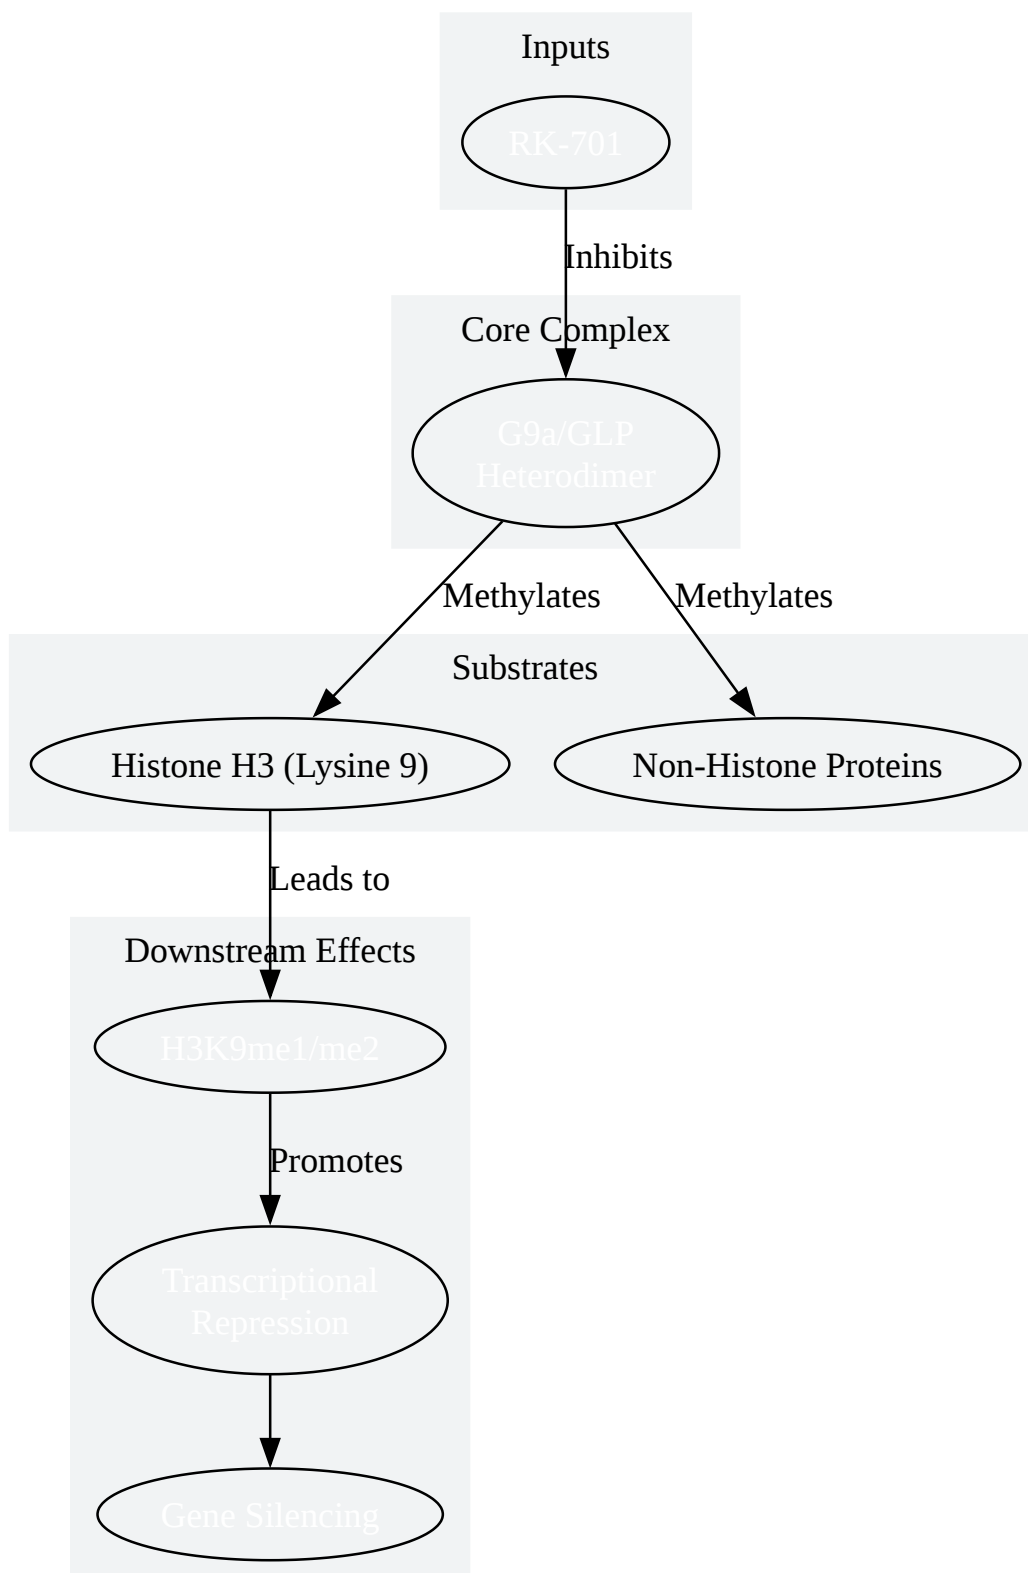 Inputs
RK-701
Inhibits
Core Complex
G9a/GLP
Heterodimer
Methylates
Methylates
Substrates
Histone H3 (Lysine 9)
Non-Histone Proteins
Leads to
Downstream Effects
H3K9me1/me2
Promotes
Transcriptional
Repression
Gene Silencing